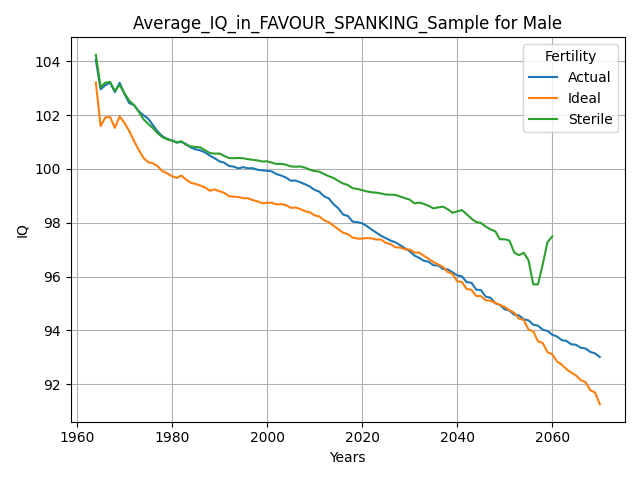 Average_IQ_in_FAVOUR_SPANKING_Sample for Male
Fertility
Actual
Ideal
Sterile
104
102
100
98
96
94
92
IQ
1960
1980
2000
2020
2040
2060
Years